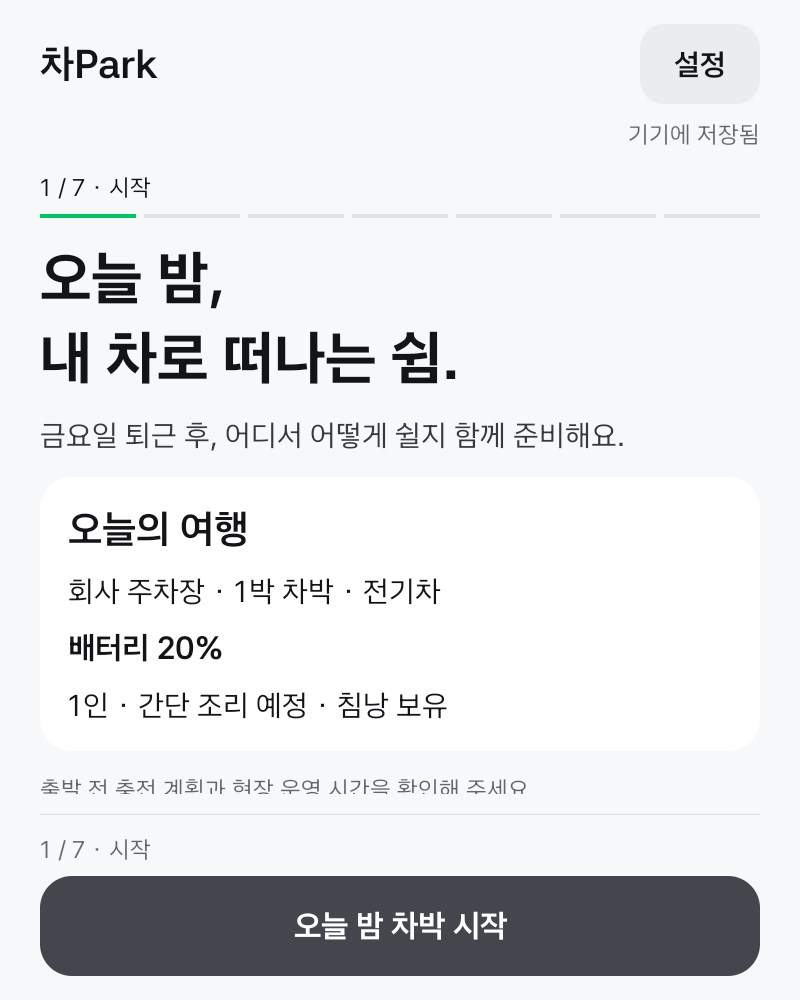 차Park
설정
기기에 저장됨
1 / 7 · 시작
오늘 밤,
내 차로 떠나는 쉼.
금요일 퇴근 후, 어디서 어떻게 쉴지 함께 준비해요.
오늘의 여행
회사 주차장 · 1박 차박 · 전기차
배터리 20%
1인 · 간단 조리 예정 · 침낭 보유
출발 전 충전 계획과 현장 운영 시간을 확인해 주세요
1 / 7 · 시작
오늘 밤 차박 시작